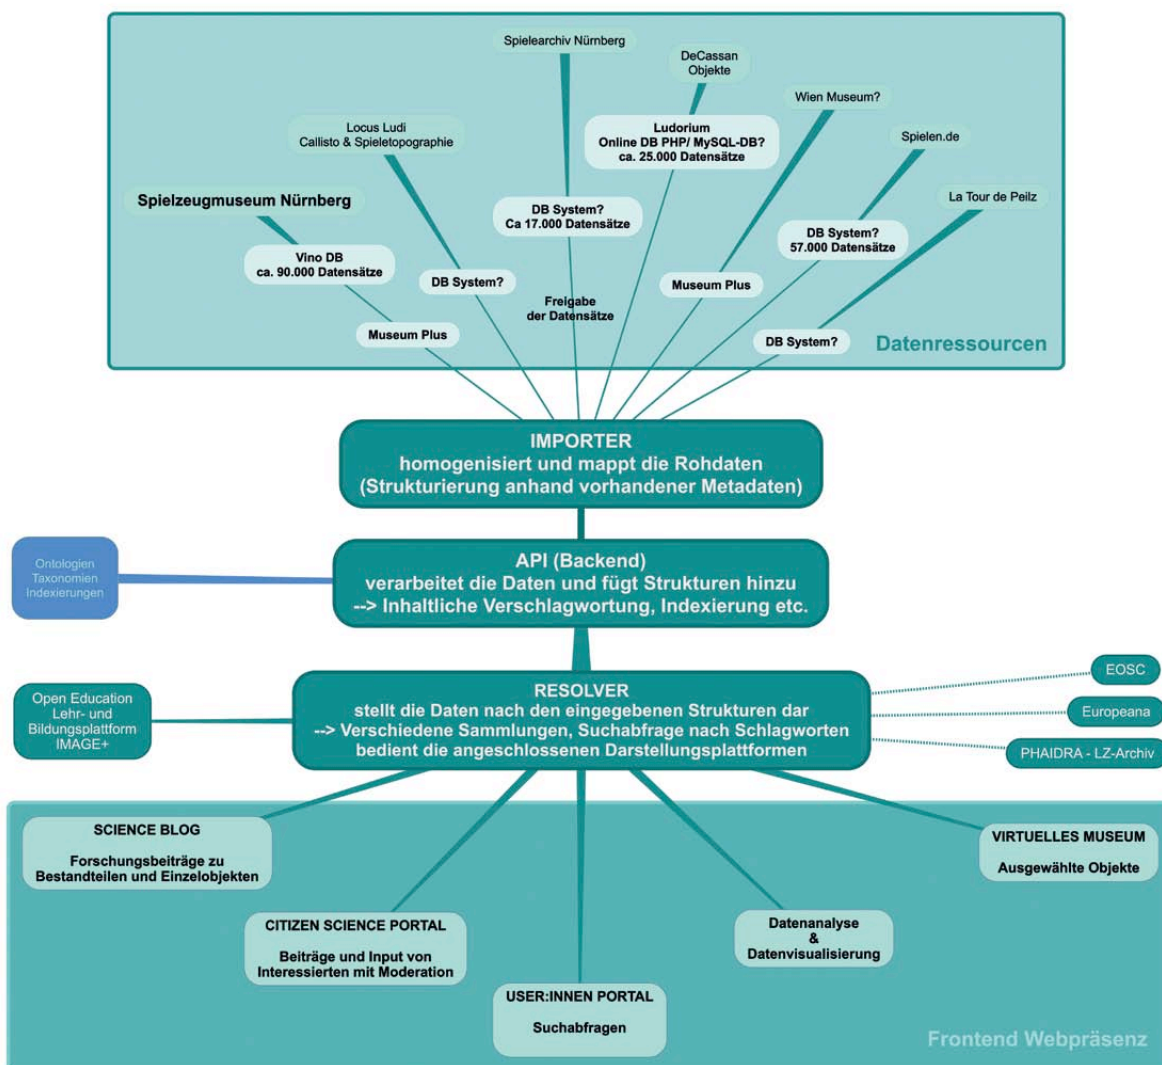 Spielearchiv Nürnberg
DeCassan
Objekte
Wien Museum?
Locus Ludi
Callisto & Spieletopographie
Ludorium
Online DB PHP/ MySQL-DB?
ca. 25.000 Datensätze
Spielen.de
Spielzeugmuseum Nürnberg
La Tour de Peilz
DB System?
Ca 17.000 Datensätze
DB System?
57.000 Datensätze
Vino DB
ca. 90.000 Datensätze
DB System?
Museum Plus
Freigabe
der Datensätze
Museum Plus
DB System?
Datenressourcen
IMPORTER
homogenisiert und mappt die Rohdaten
(Strukturierung anhand vorhandener Metadaten)
Ontologien
Taxonomien
Indexierungen
API (Backend)
verarbeitet die Daten und fügt Strukturen hinzu
--> Inhaltliche Verschlagwortung, Indexierung etc.
Open Education
Lehr- und
Bildungsplattform
IMAGE+
RESOLVER
stellt die Daten nach den eingegebenen Strukturen dar
--> Verschiedene Sammlungen, Suchabfrage nach Schlagworten
bedient die angeschlossenen Darstellungsplattformen
EOSC
Europeana
PHAIDRA - LZ-Archiv
SCIENCE BLOG
Forschungsbeiträge zu
Bestandteilen und Einzelobjekten
VIRTUELLES MUSEUM
Ausgewählte Objekte
CITIZEN SCIENCE PORTAL
Beiträge und Input von
Interessierten mit Moderation
Datenanalyse
&
Datenvisualisierung
USER:INNEN PORTAL
Suchabfragen
Frontend Webpräsenz